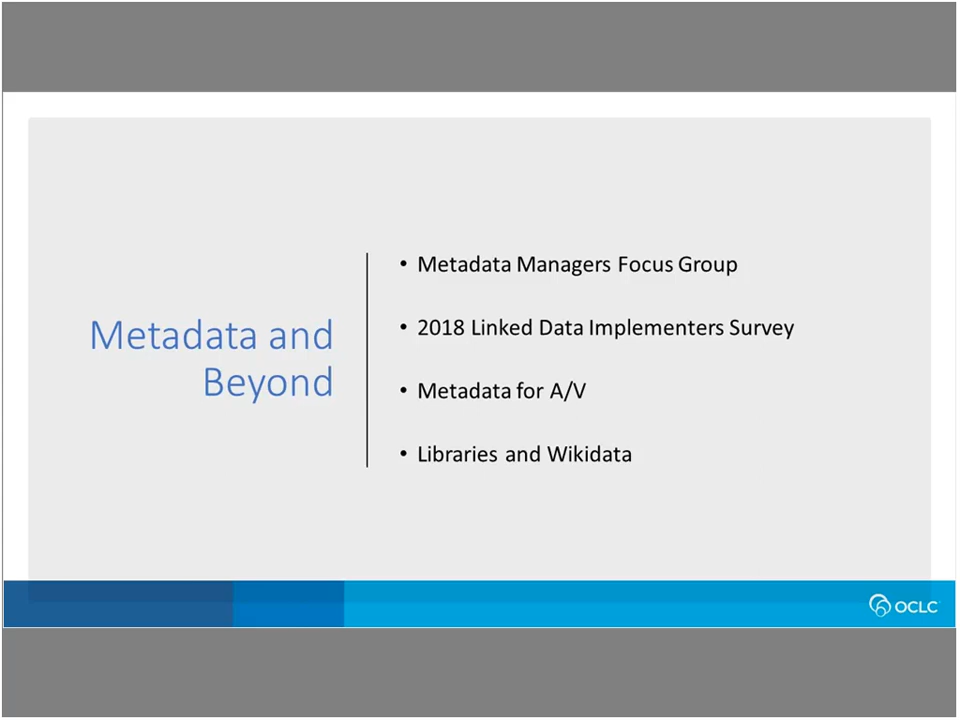 Metadata and
Beyond
• Metadata Managers Focus Group
• 2018 Linked Data Implementers Survey
• Metadata for A/V
• Libraries and Wikidata
OCLC